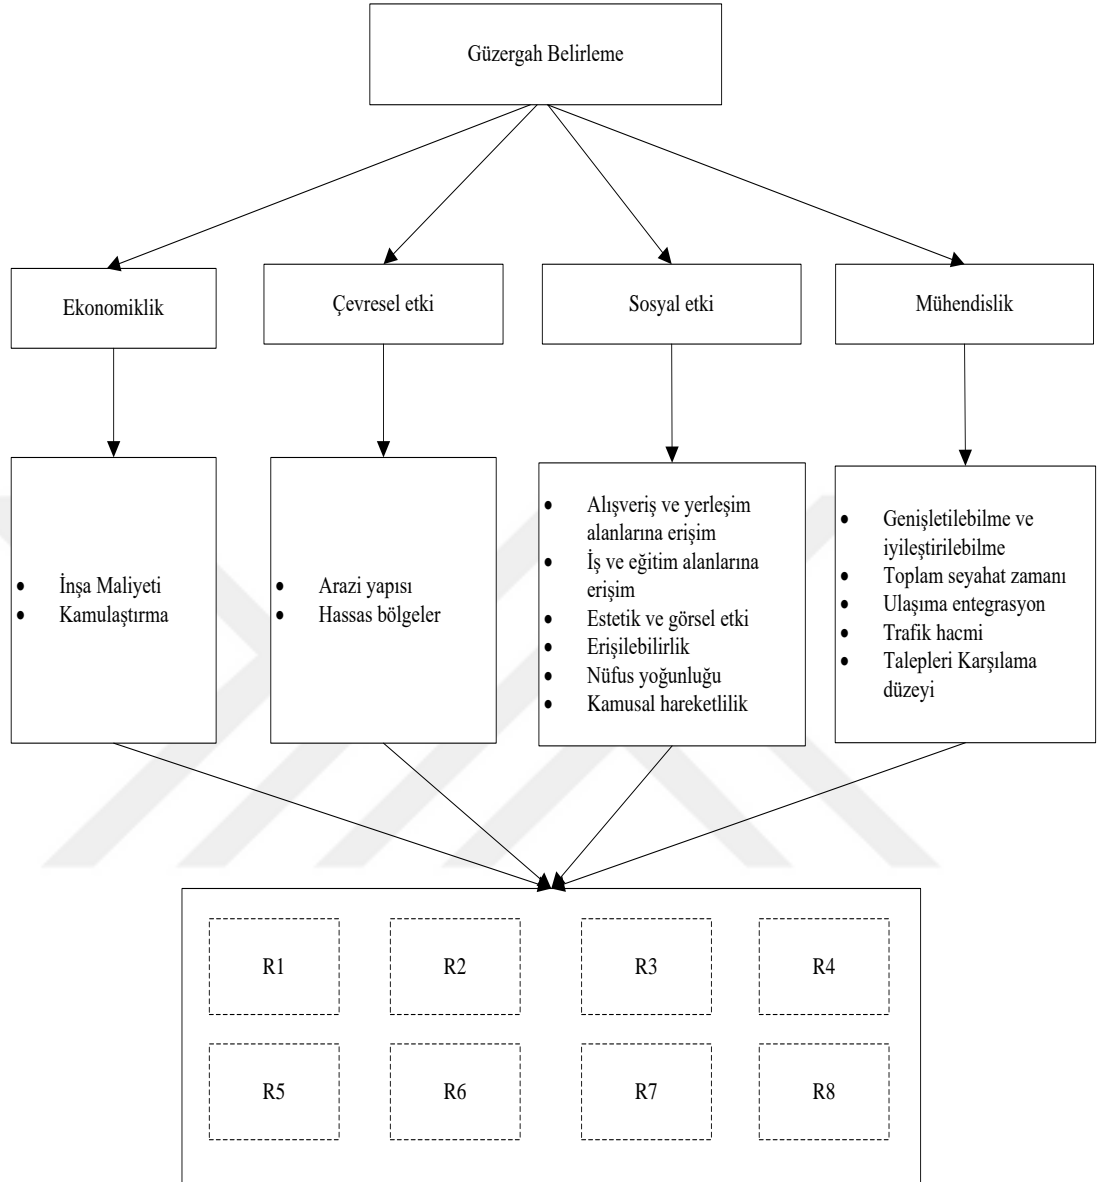 Güzergah Belirleme
Ekonomiklik
Çevresel etki
Sosyal etki
Mühendislik
• İnşa Maliyeti
• Kamulaştırma
• Arazi yapısı
• Hassas bölgeler
• Alışveriş ve yerleşim
alanlarına erişim
• İş ve eğitim alanlarına
erişim
• Estetik ve görsel etki
• Erişilebilirlik
• Nüfus yoğunluğu
• Kamusal hareketlilik
• Genişletilebilme ve
iyileştirilebilme
• Toplam seyahat zamanı
• Ulaşıma entegrasyon
• Trafik hacmi
• Talepleri Karşılama
düzeyi
R1
R2
R3
R4
R5
R6
R7
R8